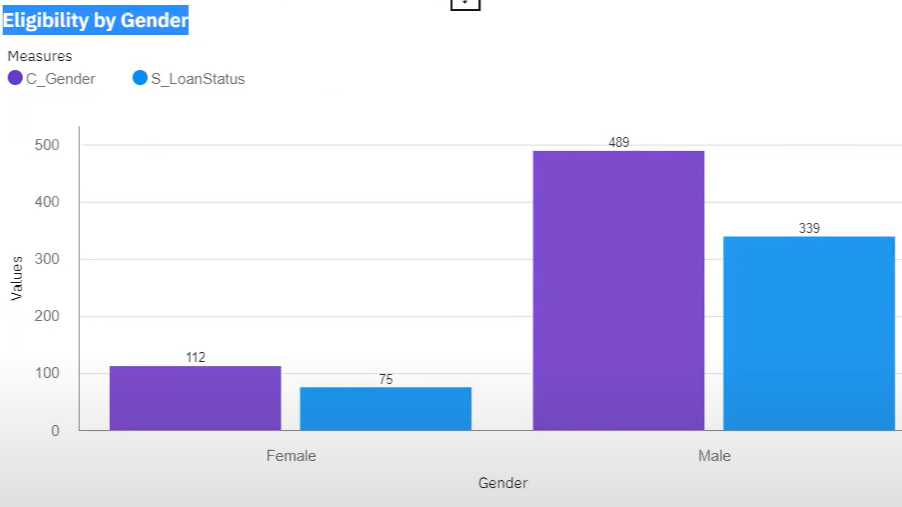 Eligibility by Gender
Measures
C_Gender S_LoanStatus
500
400
300
200
100
0
Values
112
75
489
339
Female Male
Gender